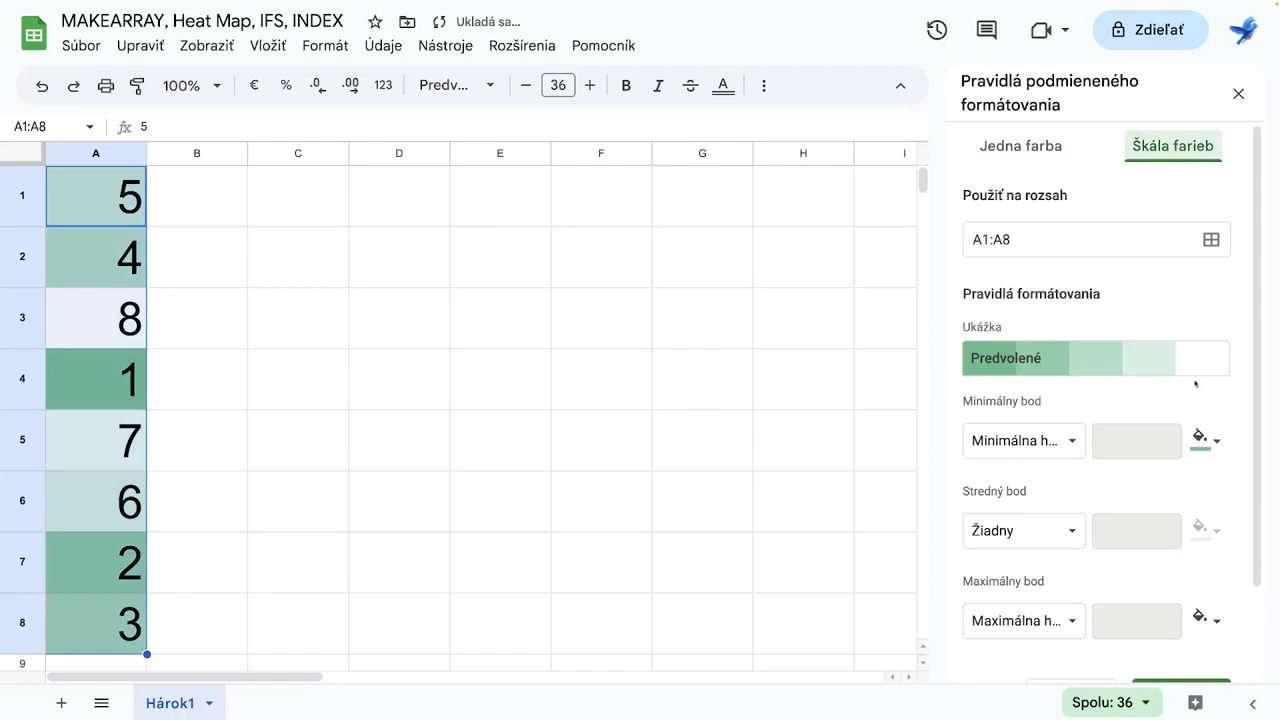 MAKEARRAY, Heat Map, IFS, INDEX
Ukladá sa...
Súbor Upraviť Zobraziť Vložiť Formát Údaje Nástroje Rozšírenia Pomocník
Zdieľať
100% € % .0 .00 123 Predv... 36 B I A
A1:A8
fx 5
A B C D E F G H I
1 5
2 4
3 8
4 1
5 7
6 6
7 2
8 3
9
Pravidlá podmieneného
formátovania
Jedna farba Škála farieb
Použiť na rozsah
A1:A8
Pravidlá formátovania
Ukážka
Predvolené
Minimálny bod
Minimálna h...
Stredný bod
Žiadny
Maximálny bod
Maximálna h...
Hárok1
Spolu: 36